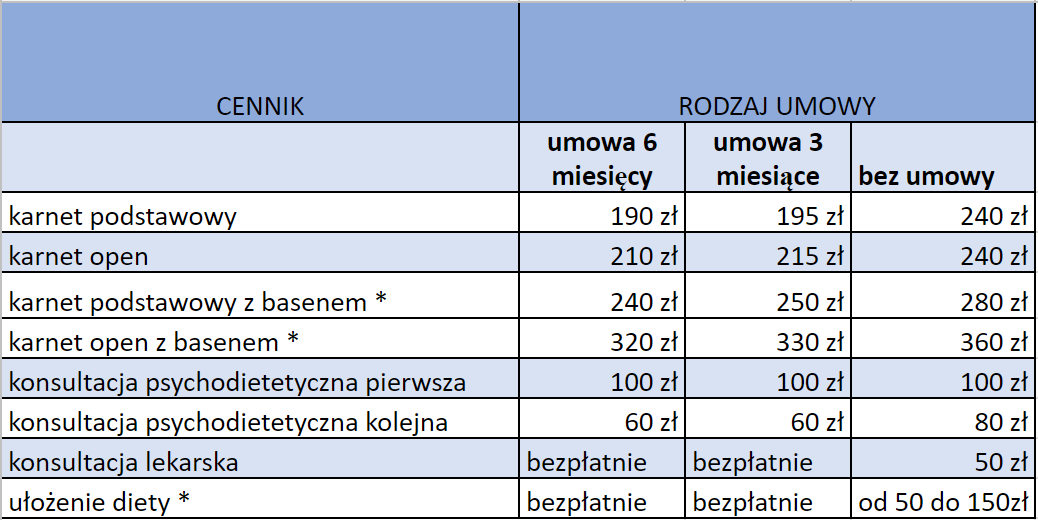 CENNIK RODZAJ UMOWY
umowa 6 miesięcy umowa 3 miesiące bez umowy
karnet podstawowy 190 zł 195 zł 240 zł
karnet open 210 zł 215 zł 240 zł
karnet podstawowy z basenem * 240 zł 250 zł 280 zł
karnet open z basenem * 320 zł 330 zł 360 zł
konsultacja psychodietetyczna pierwsza 100 zł 100 zł 100 zł
konsultacja psychodietetyczna kolejna 60 zł 60 zł 80 zł
konsultacja lekarska bezpłatnie bezpłatnie 50 zł
ułożenie diety * bezpłatnie bezpłatnie od 50 do 150zł